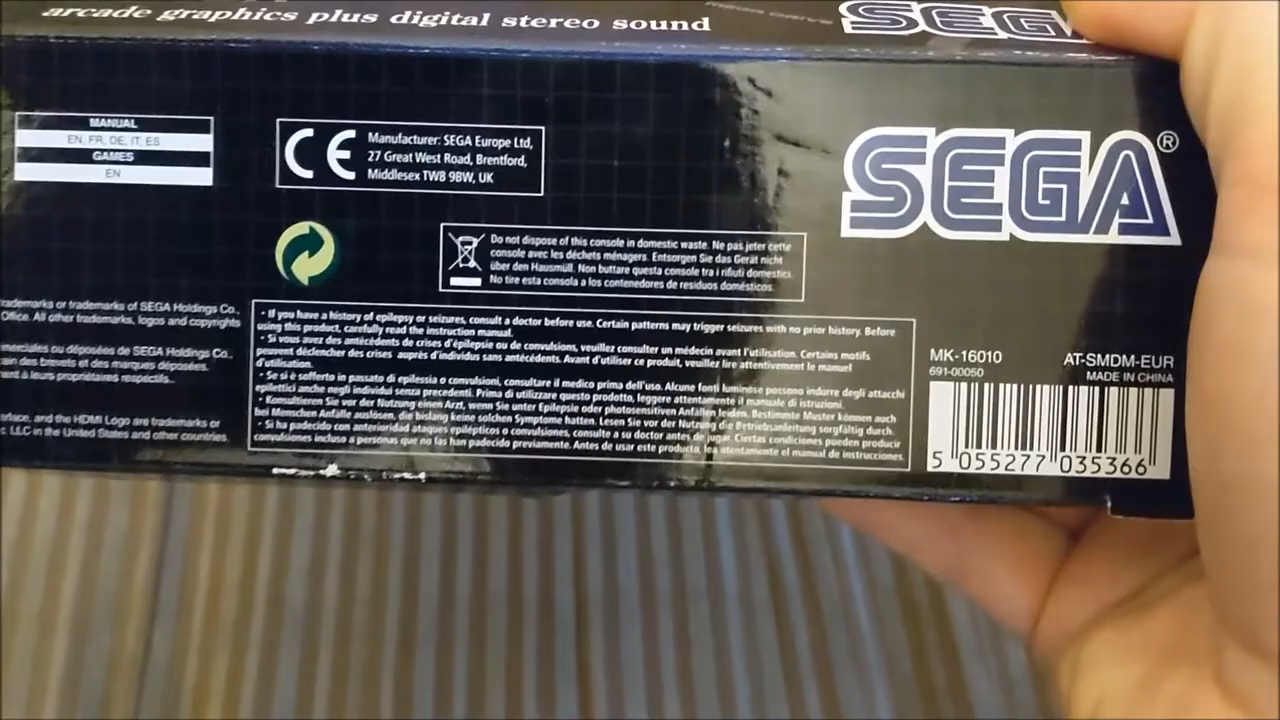 arcade graphics plus digital stereo sound
SEGA
MANUAL
EN, FR, DE, IT, ES
GAMES
EN
CE
Manufacturer: SEGA Europe Ltd,
27 Great West Road, Brentford,
Middlesex TW8 9BW, UK
SEGA®
Do not dispose of this console in domestic waste. Ne pas jeter cette
console avec les déchets ménagers. Entsorgen Sie das Gerät nicht
über den Hausmüll. Non buttare questa console tra i rifiuti domestici.
No tire esta consola a los contenedores de residuos domésticos.
trademarks or trademarks of SEGA Holdings Co.,
Office. All other trademarks, logos and copyrights
ou déposées de SEGA Holdings Co.,
des brevets et des marques déposées.
à leurs propriétaires respectifs.
and the HDMI Logo are trademarks or
LLC in the United States and other countries.
• If you have a history of epilepsy or seizures, consult a doctor before use. Certain patterns may trigger seizures with no prior history. Before
using this product, carefully read the instruction manual.
• Si vous avez des antécédents de crises d'épilepsie ou de convulsions, veuillez consulter un médecin avant l'utilisation. Certains motifs
peuvent déclencher des crises auprès d'individus sans antécédents. Avant d'utiliser ce produit, veuillez lire attentivement le manuel
d'utilisation.
• Se si è sofferto in passato di epilessia o convulsioni, consultare il medico prima dell'uso. Alcune fonti luminose possono indurre degli attacchi
epilettici anche negli individui senza precedenti. Prima di utilizzare questo prodotto, leggere attentamente il manuale di istruzioni.
• Konsultieren Sie vor der Nutzung einen Arzt, wenn Sie unter Epilepsie oder photosensitiven Anfällen leiden. Bestimmte Muster können auch
bei Menschen Anfälle auslösen, die bislang keine solchen Symptome hatten. Lesen Sie vor der Nutzung die Betriebsanleitung sorgfältig durch.
• Si ha padecido con anterioridad ataques epilépticos o convulsiones, consulte a su doctor antes de jugar. Ciertas condiciones pueden producir
convulsiones incluso a personas que no las han padecido previamente. Antes de usar este producto, lea atentamente el manual de instrucciones.
MK-16010
691-00050
AT-SMDM-EUR
MADE IN CHINA
5 055277 035366